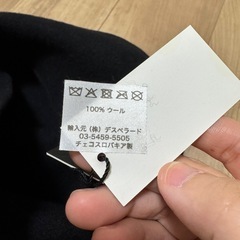 100% ウール
輸入元 (株) デスペラード
03-5459-5505
チェコスロバキア製